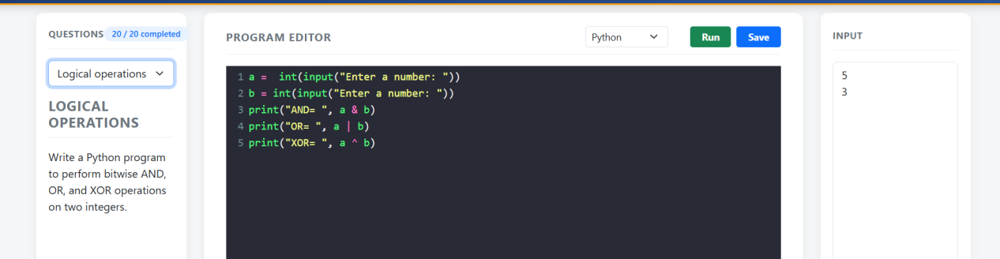 QUESTIONS 20 / 20 completed
Logical operations
LOGICAL
OPERATIONS
Write a Python program
to perform bitwise AND,
OR, and XOR operations
on two integers.
PROGRAM EDITOR
Python
Run
Save
1 a =  int(input("Enter a number: "))
2 b = int(input("Enter a number: "))
3 print("AND= ", a & b)
4 print("OR= ", a | b)
5 print("XOR= ", a ^ b)
INPUT
5
3